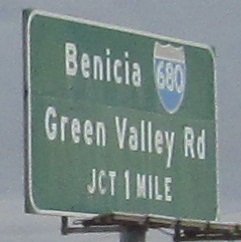 Benicia 680
Green Valley Rd
JCT 1 MILE